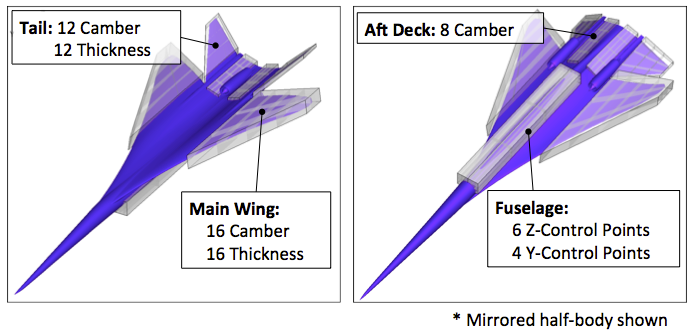 Tail: 12 Camber
12 Thickness
Main Wing:
16 Camber
16 Thickness
Aft Deck: 8 Camber
Fuselage:
6 Z-Control Points
4 Y-Control Points
* Mirrored half-body shown